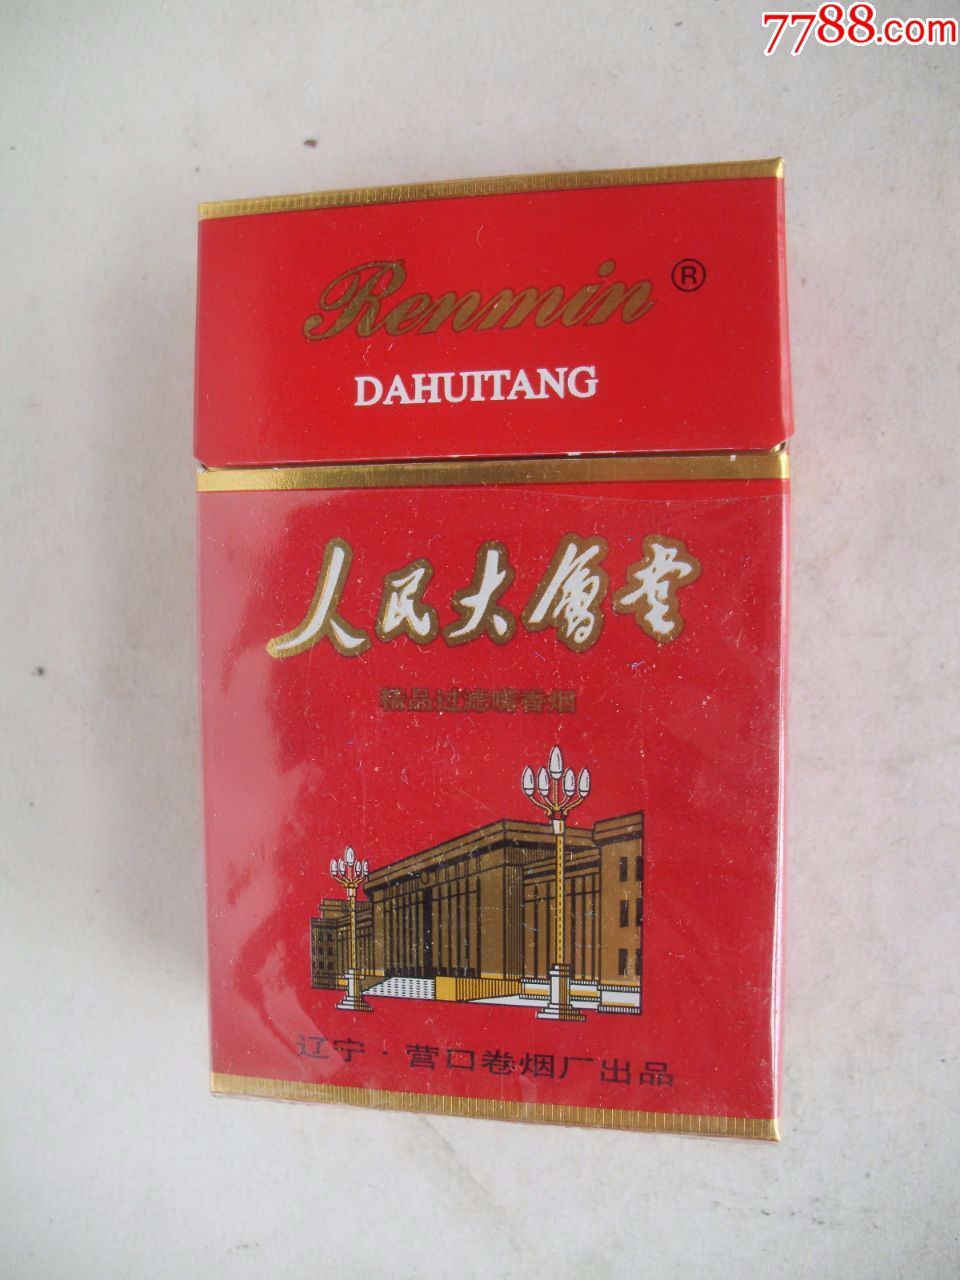 7788.com
Renmin®
DAHUITANG
人民大會堂
精品过滤嘴香烟
辽宁·营口卷烟厂出品